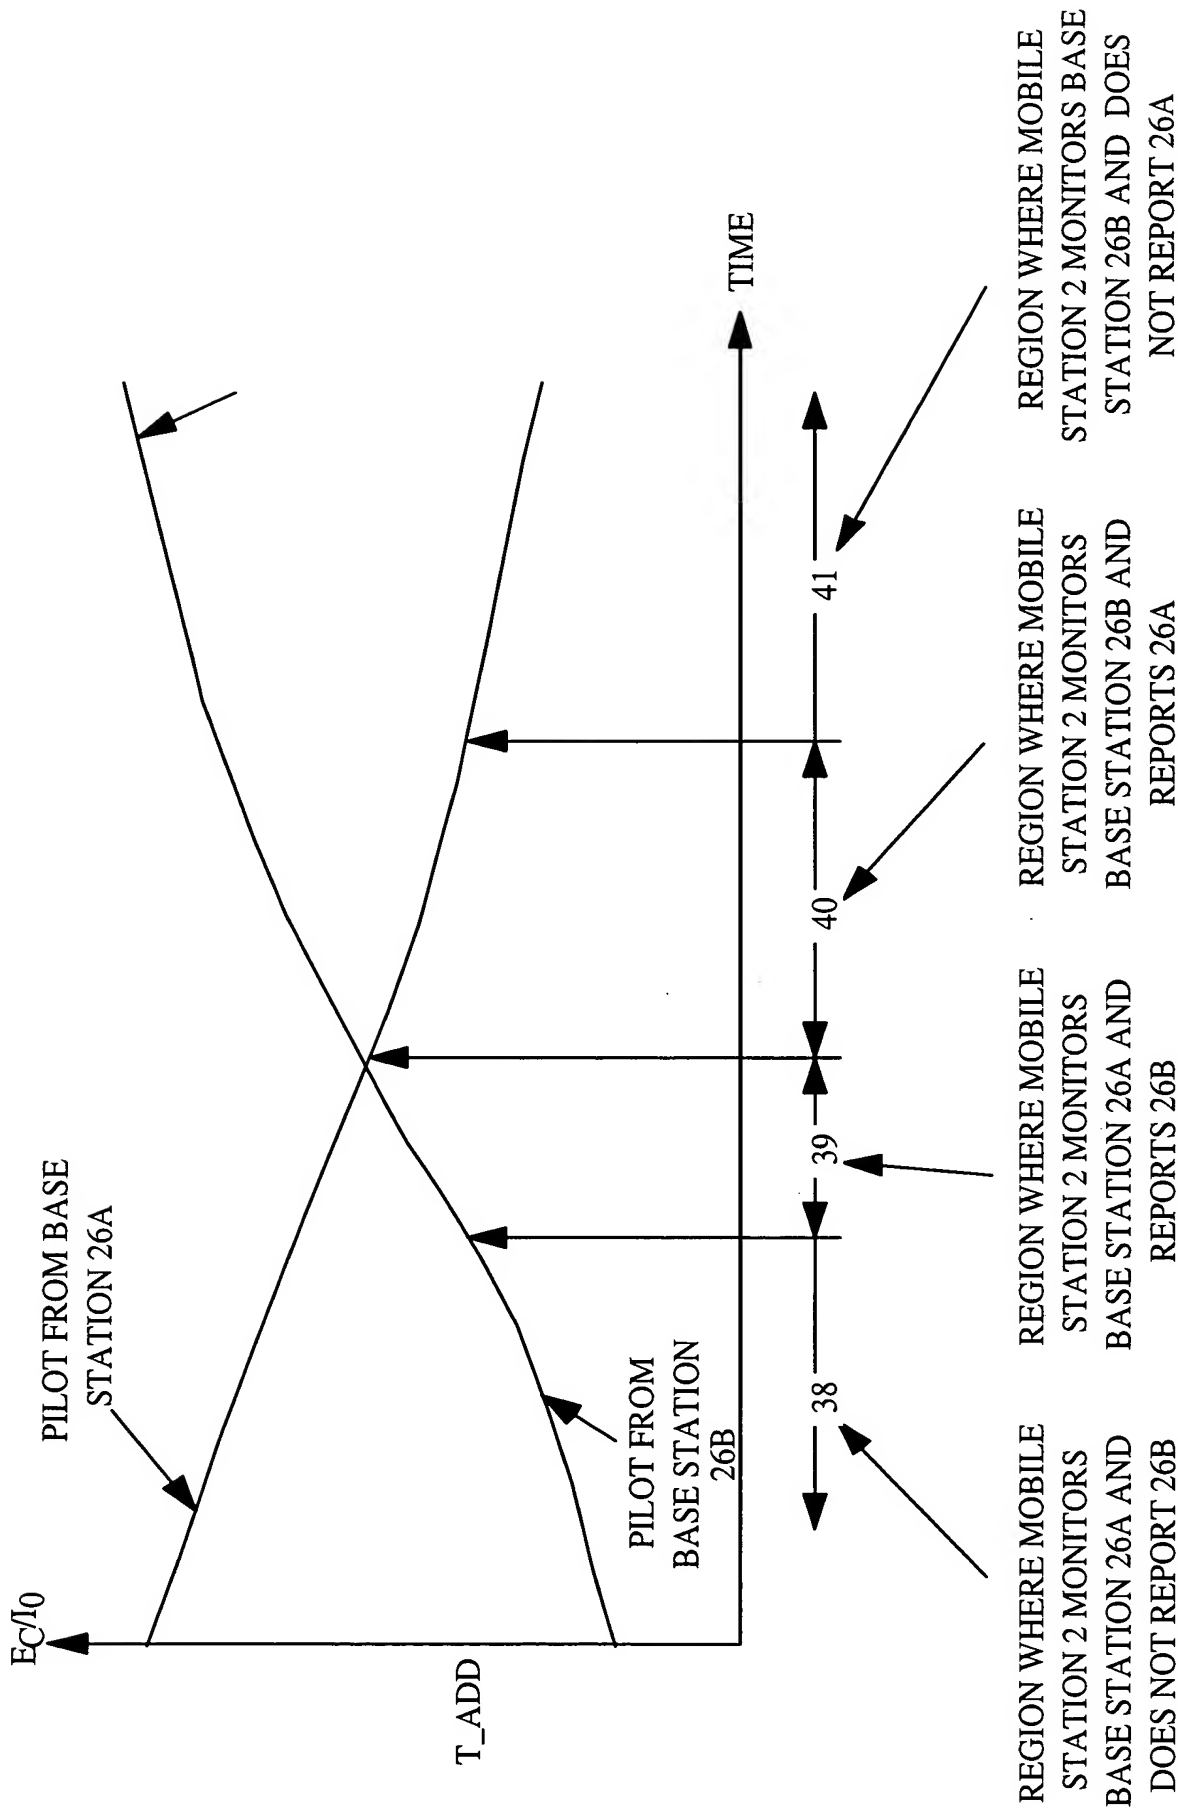 E_C/I_0
PILOT FROM BASE
STATION 26A
T_ADD
PILOT FROM
BASE STATION
26B
TIME
38
39
40
41
REGION WHERE MOBILE
STATION 2 MONITORS
BASE STATION 26A AND
DOES NOT REPORT 26B
REGION WHERE MOBILE
STATION 2 MONITORS
BASE STATION 26A AND
REPORTS 26B
REGION WHERE MOBILE
STATION 2 MONITORS
BASE STATION 26B AND
REPORTS 26A
REGION WHERE MOBILE
STATION 2 MONITORS BASE
STATION 26B AND DOES
NOT REPORT 26A